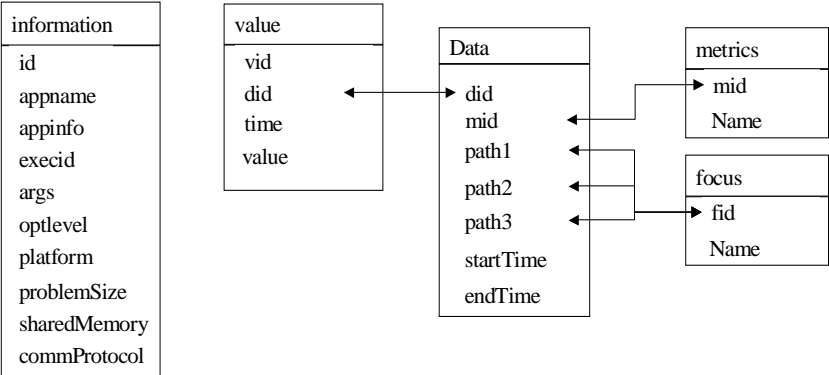 information
id
appname
appinfo
execid
args
optlevel
platform
problemSize
sharedMemory
commProtocol
value
vid
did
time
value
Data
did
mid
path1
path2
path3
startTime
endTime
metrics
mid
Name
focus
fid
Name